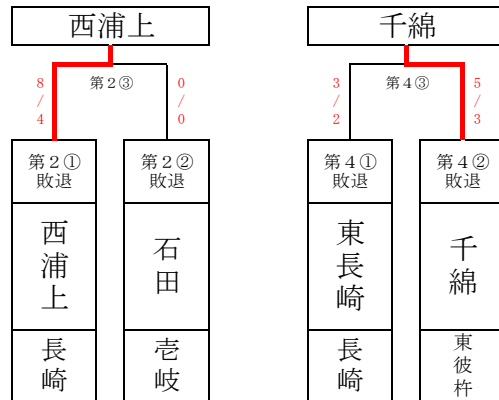 西浦上
第2③
8/4
0/0
第2①
敗退
第2②
敗退
西浦上
石田
長崎
壱岐
千綿
第4③
3/2
5/3
第4①
敗退
第4②
敗退
東長崎
千綿
長崎
東彼杵